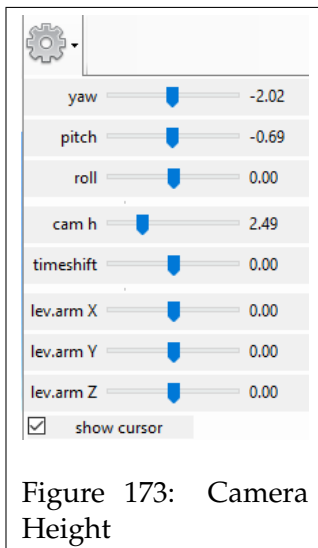 yaw -2.02
pitch -0.69
roll 0.00
cam h 2.49
timeshift 0.00
lev.arm X 0.00
lev.arm Y 0.00
lev.arm Z 0.00
show cursor
Figure 173: Camera
Height